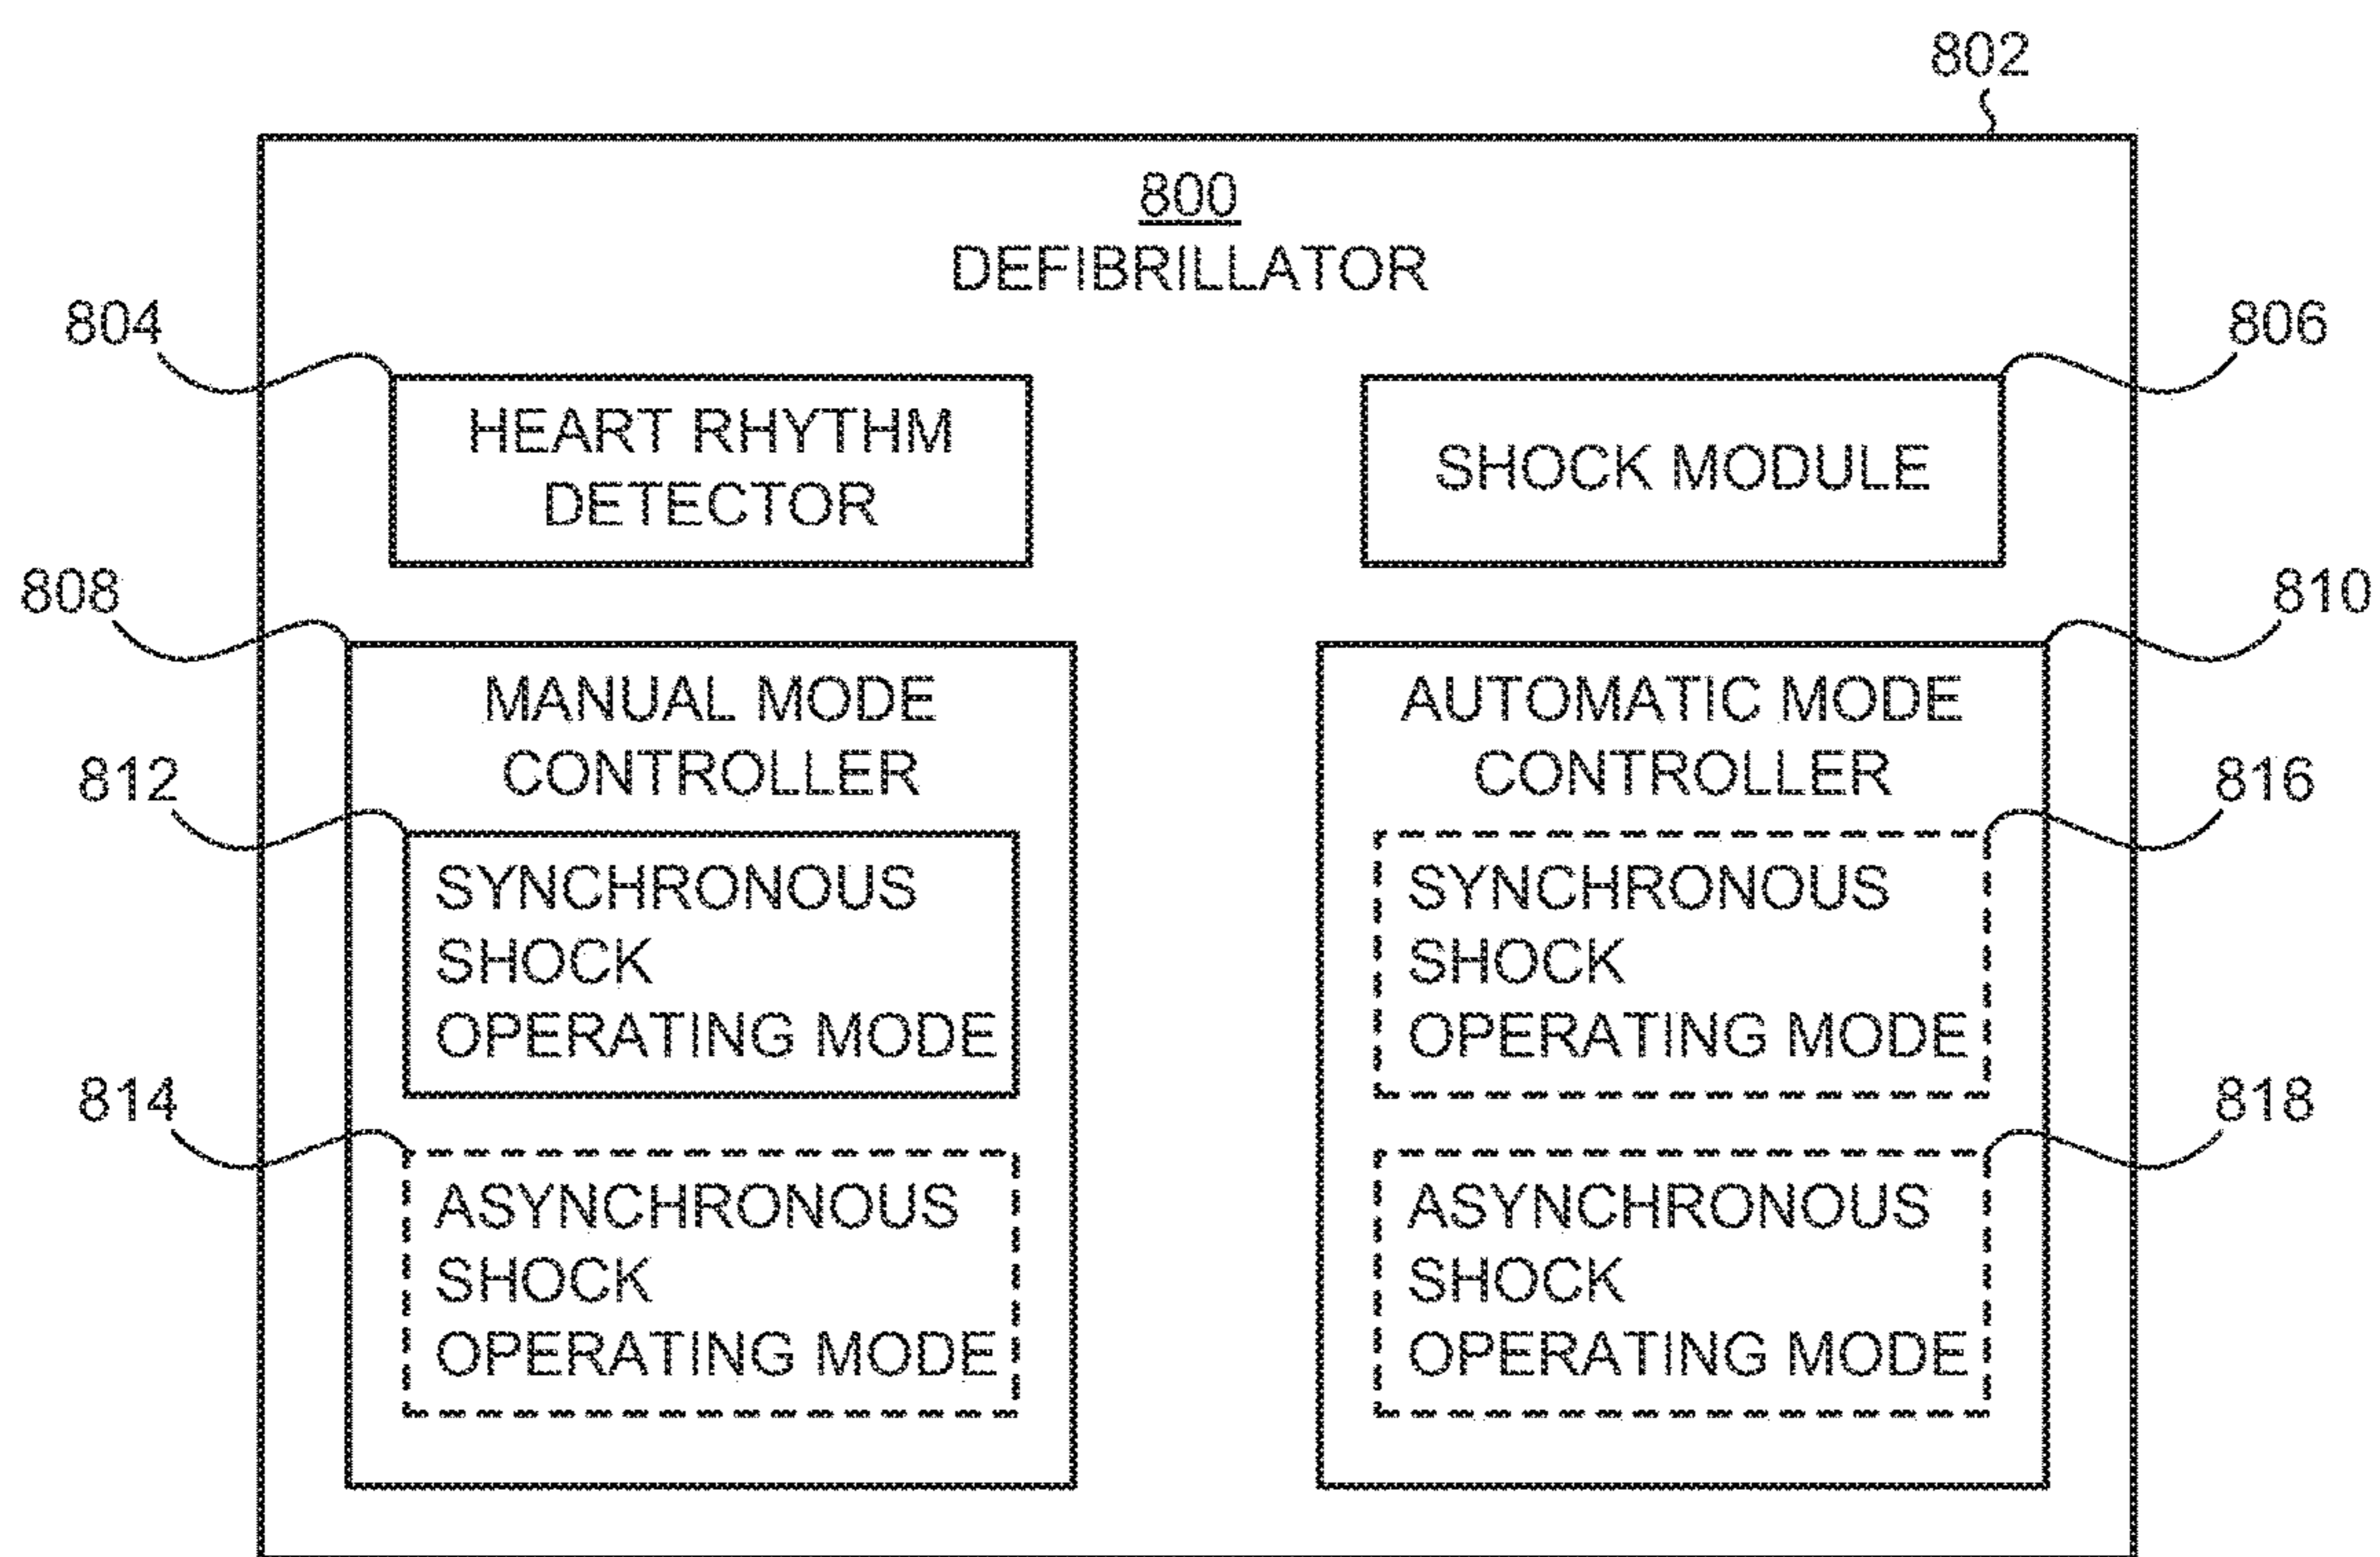 802
800
DEFIBRILLATOR
804
806
HEART RHYTHM
DETECTOR
SHOCK MODULE
808
810
MANUAL MODE
CONTROLLER
AUTOMATIC MODE
CONTROLLER
812
816
SYNCHRONOUS
SHOCK
OPERATING MODE
SYNCHRONOUS
SHOCK
OPERATING MODE
814
818
ASYNCHRONOUS
SHOCK
OPERATING MODE
ASYNCHRONOUS
SHOCK
OPERATING MODE